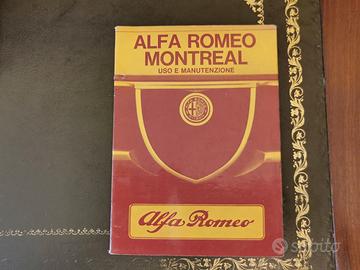 ALFA ROMEO
MONTREAL
USO E MANUTENZIONE
Alfa Romeo
subito